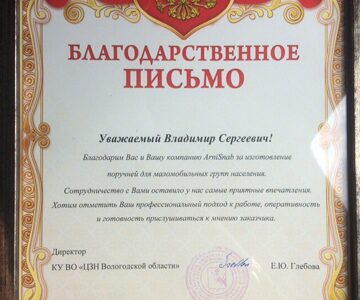 БЛАГОДАРСТВЕННОЕ
ПИСЬМО
Уважаемый Владимир Сергеевич!
Благодарим Вас и Вашу компанию ArniSnab за изготовление
поручней для маломобильных групп населения.
Сотрудничество с Вами оставило у нас самые приятные впечатления.
Хотим отметить Ваш профессиональный подход к работе, оперативность
и готовность прислушиваться к мнению заказчика.
Директор
КУ ВО «ЦЗН Вологодской области»
Е.Ю. Глебова